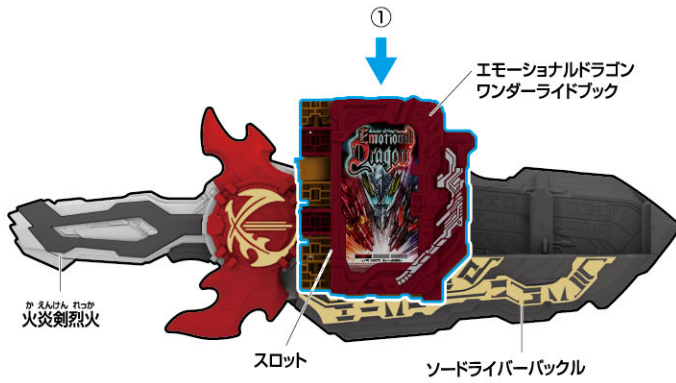 ①
エモーショナルドラゴン
ワンダーライドブック
Emotional
Dragon
か えんけん れっか
火炎剣烈火
スロット
ソードライバーバックル